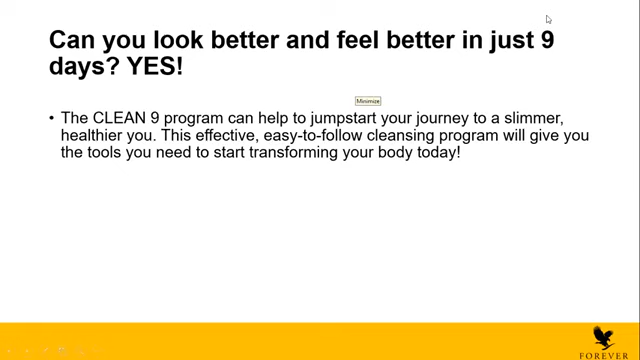 Can you look better and feel better in just 9
days? YES!
Minimize
• The CLEAN 9 program can help to jumpstart your journey to a slimmer,
healthier you. This effective, easy-to-follow cleansing program will give you
the tools you need to start transforming your body today!
FOREVER